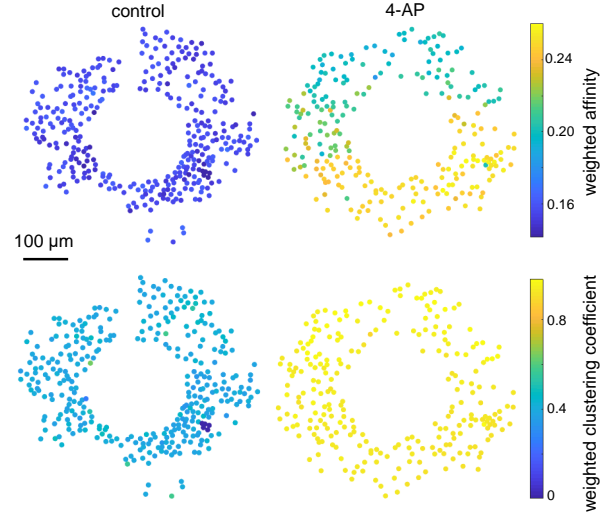 control
4-AP
0.24
0.20
0.16
weighted affinity
100 µm
0.8
0.4
0
weighted clustering coefficient